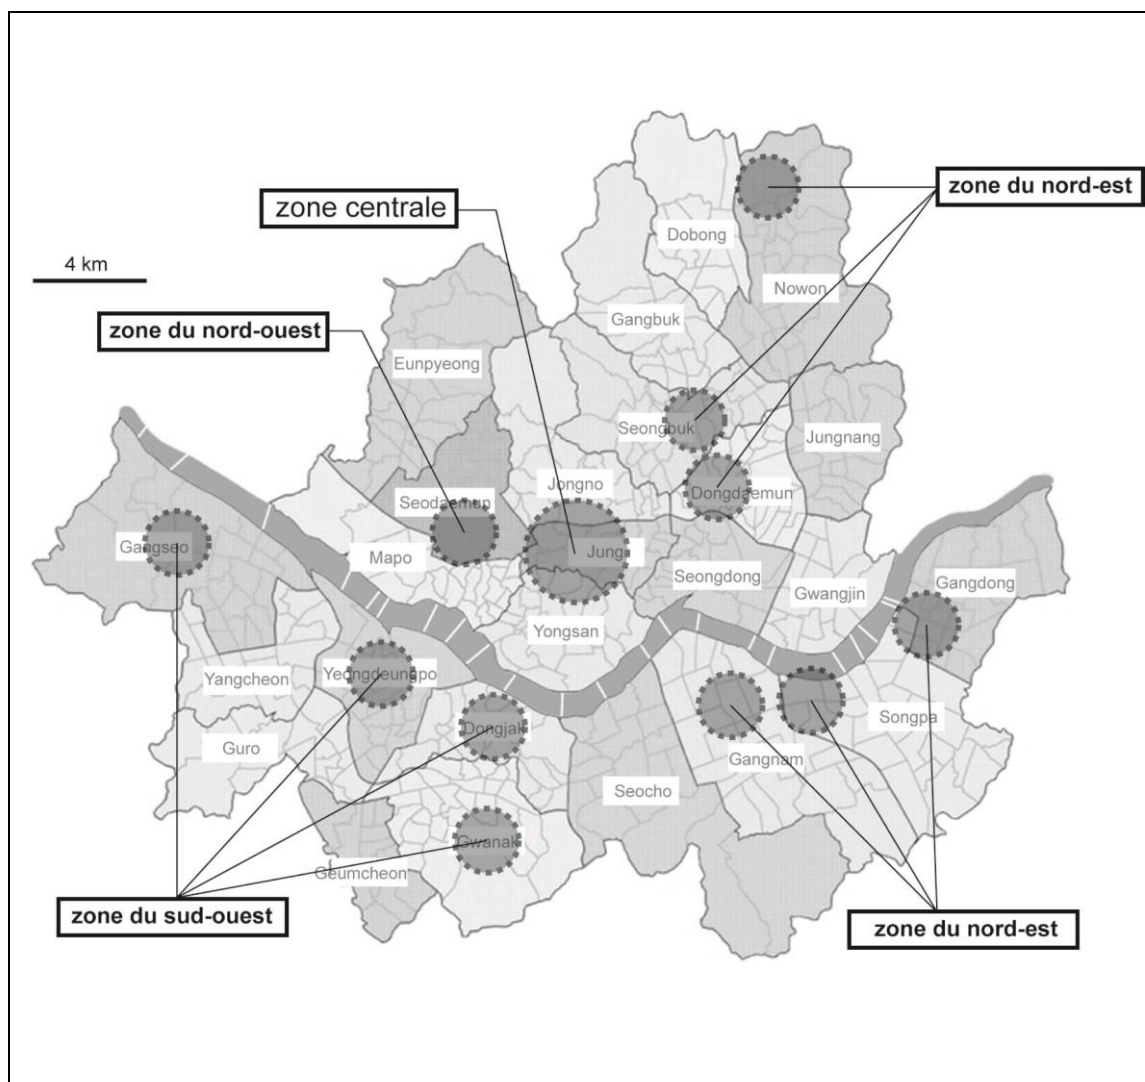 zone du nord-est
zone centrale
Dobong
4 km
Nowon
Gangbuk
zone du nord-ouest
Eunpyeong
Seongbuk
Jungnang
Jongno
Dongdaemun
Seodaemun
Gangseo
Mapo
Jung
Seongdong
Gwangjin
Gangdong
Yongsan
Yangcheon
Yeongdeungpo
Dongjak
Songpa
Guro
Gangnam
Seocho
Gwanak
Geumcheon
zone du sud-ouest
zone du nord-est